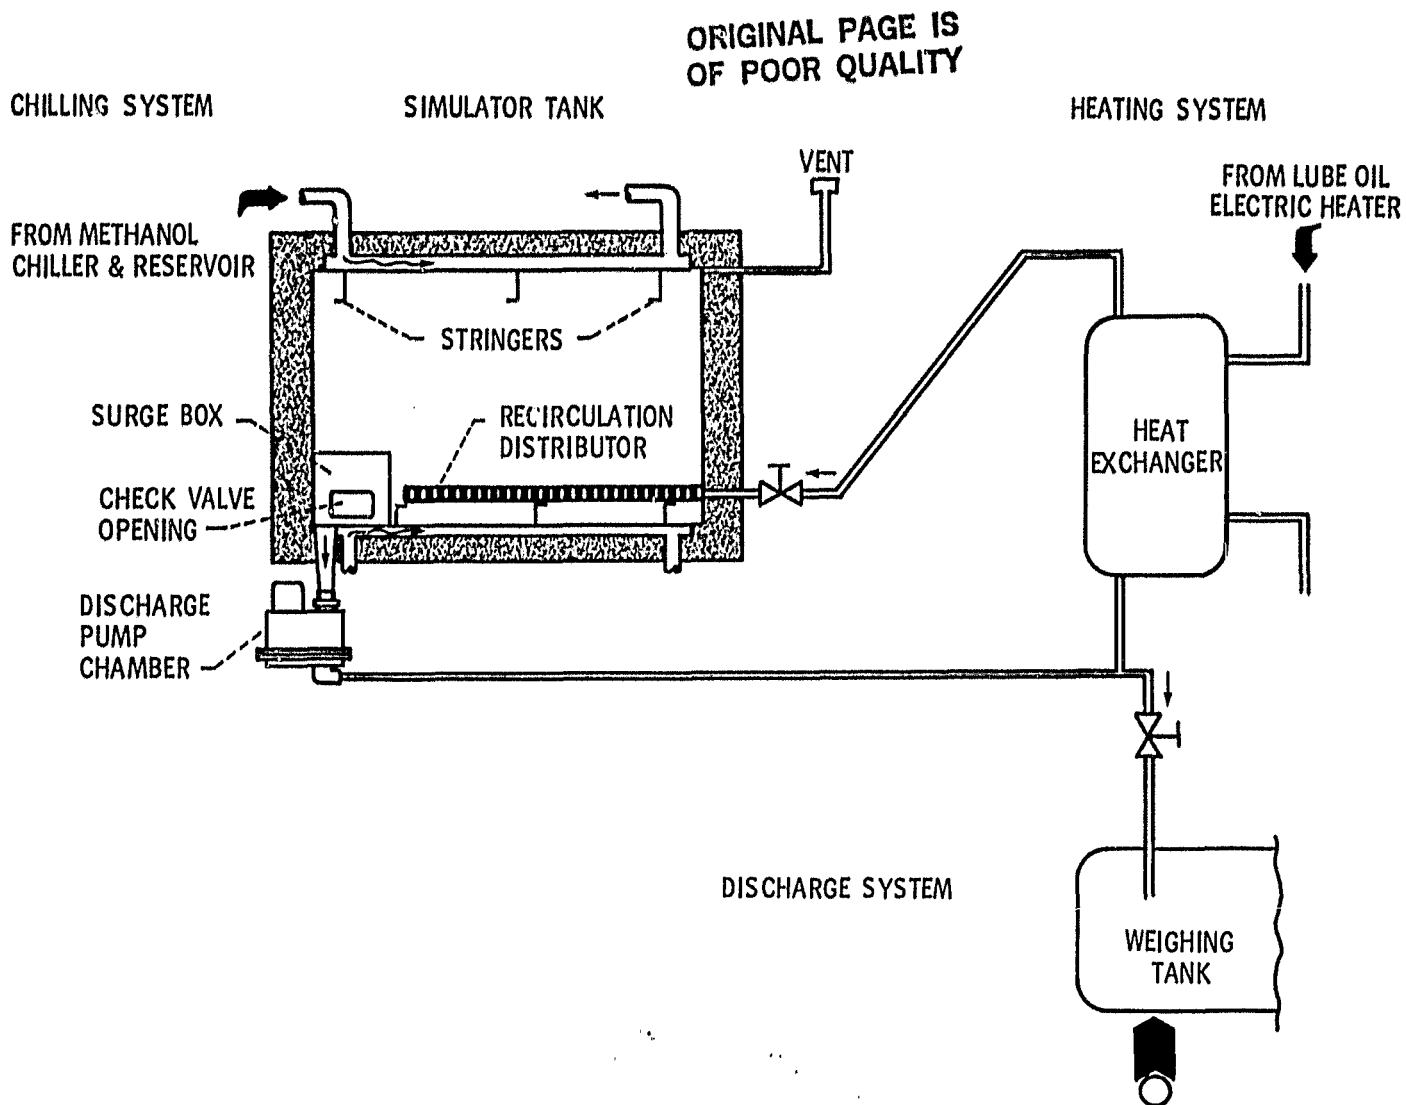 ORIGINAL PAGE IS
OF POOR QUALITY
CHILLING SYSTEM
SIMULATOR TANK
HEATING SYSTEM
VENT
FROM LUBE OIL
ELECTRIC HEATER
FROM METHANOL
CHILLER & RESERVOIR
STRINGERS
SURGE BOX
RECIRCULATION
DISTRIBUTOR
HEAT
EXCHANGER
CHECK VALVE
OPENING
DISCHARGE
PUMP
CHAMBER
DISCHARGE SYSTEM
WEIGHING
TANK